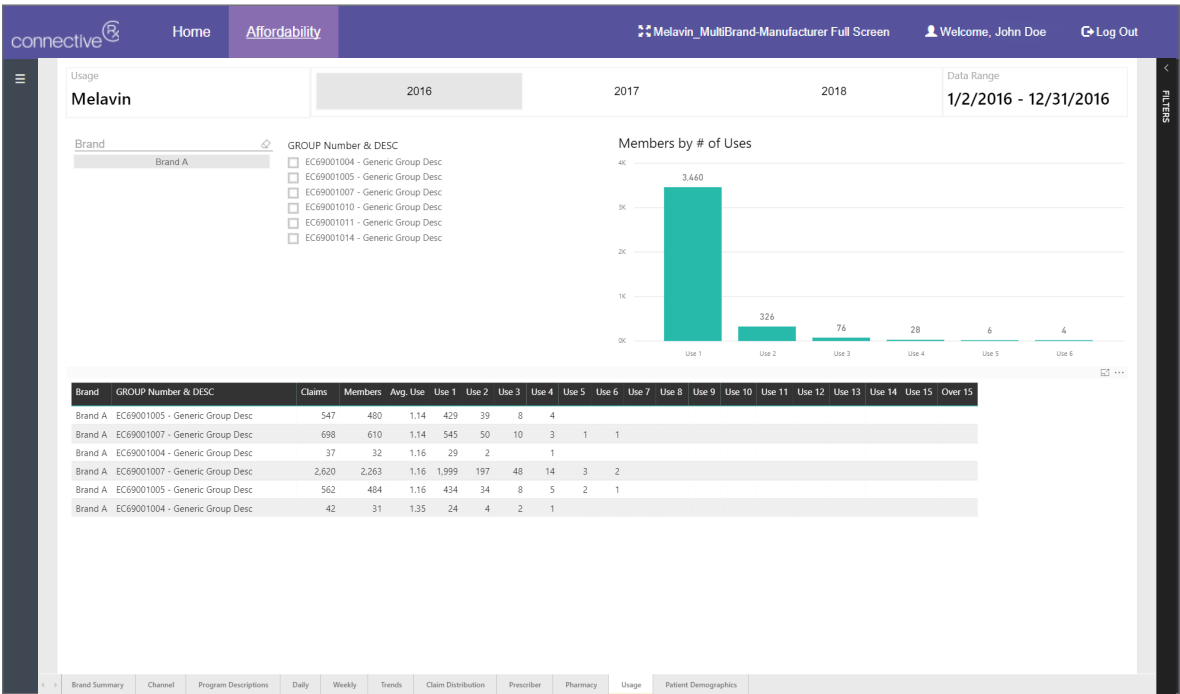 connective Rx Home Affordability Melavin_MultiBrand-Manufacturer Full Screen Welcome, John Doe Log Out
Usage
Melavin
2016 2017 2018
Data Range
1/2/2016 - 12/31/2016
FILTERS
Brand
Brand A
GROUP Number & DESC
EC69001004 - Generic Group Desc
EC69001005 - Generic Group Desc
EC69001007 - Generic Group Desc
EC69001010 - Generic Group Desc
EC69001011 - Generic Group Desc
EC69001014 - Generic Group Desc
Members by # of Uses
4K
3K
2K
1K
0K
3,460 326 76 28 6 4
Use 1 Use 2 Use 3 Use 4 Use 5 Use 6
Brand GROUP Number & DESC Claims Members Avg. Use Use 1 Use 2 Use 3 Use 4 Use 5 Use 6 Use 7 Use 8 Use 9 Use 10 Use 11 Use 12 Use 13 Use 14 Use 15 Over 15
Brand A EC69001005 - Generic Group Desc 547 480 1.14 429 39 8 4
Brand A EC69001007 - Generic Group Desc 698 610 1.14 545 50 10 3 1 1
Brand A EC69001004 - Generic Group Desc 37 32 1.16 29 2 1
Brand A EC69001007 - Generic Group Desc 2,620 2,263 1.16 1,999 197 48 14 3 2
Brand A EC69001005 - Generic Group Desc 562 484 1.16 434 34 8 5 2 1
Brand A EC69001004 - Generic Group Desc 42 31 1.35 24 4 2 1
Brand Summary Channel Program Descriptions Daily Weekly Trends Claim Distribution Prescriber Pharmacy Usage Patient Demographics